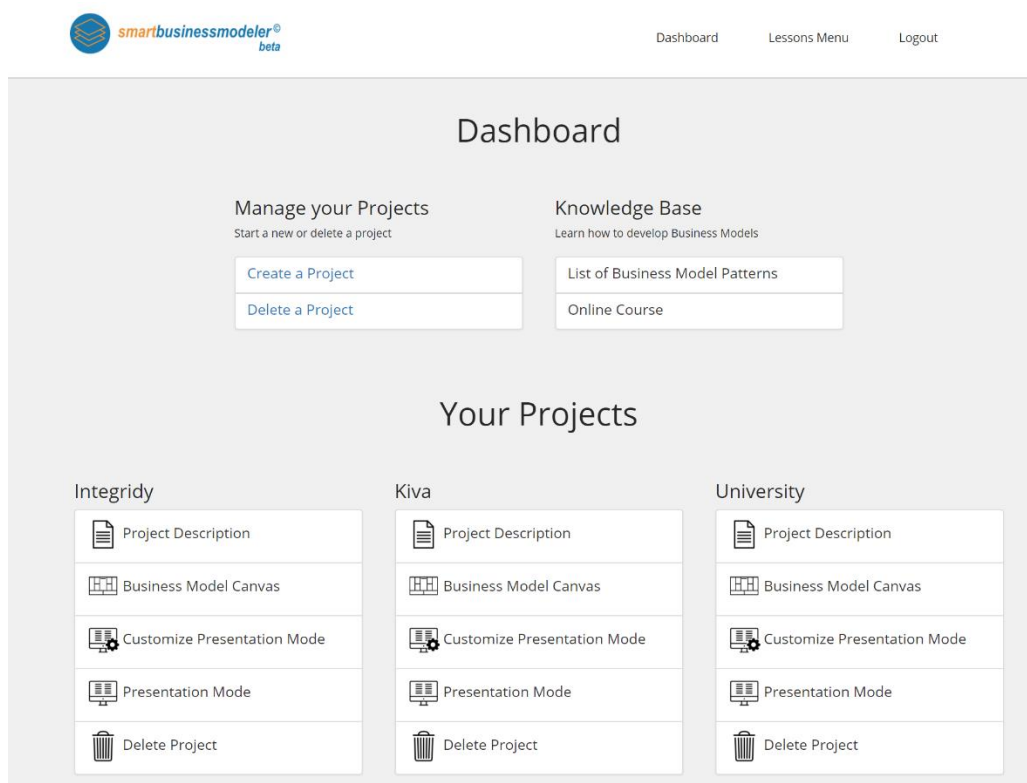 smartbusinessmodeler©
beta
Dashboard Lessons Menu Logout
Dashboard
Manage your Projects
Start a new or delete a project
Create a Project
Delete a Project
Knowledge Base
Learn how to develop Business Models
List of Business Model Patterns
Online Course
Your Projects
Integridy
Project Description
Business Model Canvas
Customize Presentation Mode
Presentation Mode
Delete Project
Kiva
Project Description
Business Model Canvas
Customize Presentation Mode
Presentation Mode
Delete Project
University
Project Description
Business Model Canvas
Customize Presentation Mode
Presentation Mode
Delete Project